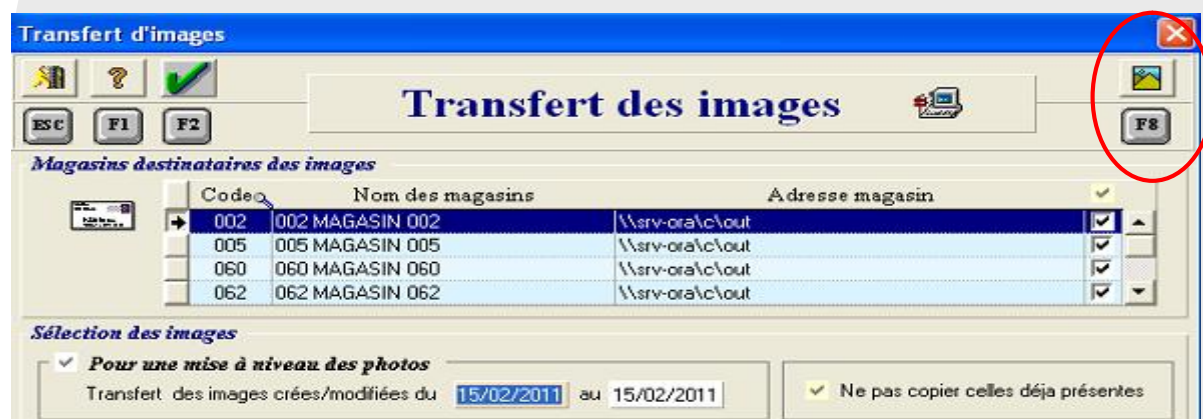 Transfert d'images
Transfert des images
ESC F1 F2 F8
Magasins destinataires des images
Code Nom des magasins Adresse magasin
002 002 MAGASIN 002 \\srv-ora\c\out
005 005 MAGASIN 005 \\srv-ora\c\out
060 060 MAGASIN 060 \\srv-ora\c\out
062 062 MAGASIN 062 \\srv-ora\c\out
Sélection des images
Pour une mise à niveau des photos
Transfert des images crées/modifiées du 15/02/2011 au 15/02/2011
Ne pas copier celles déja présentes